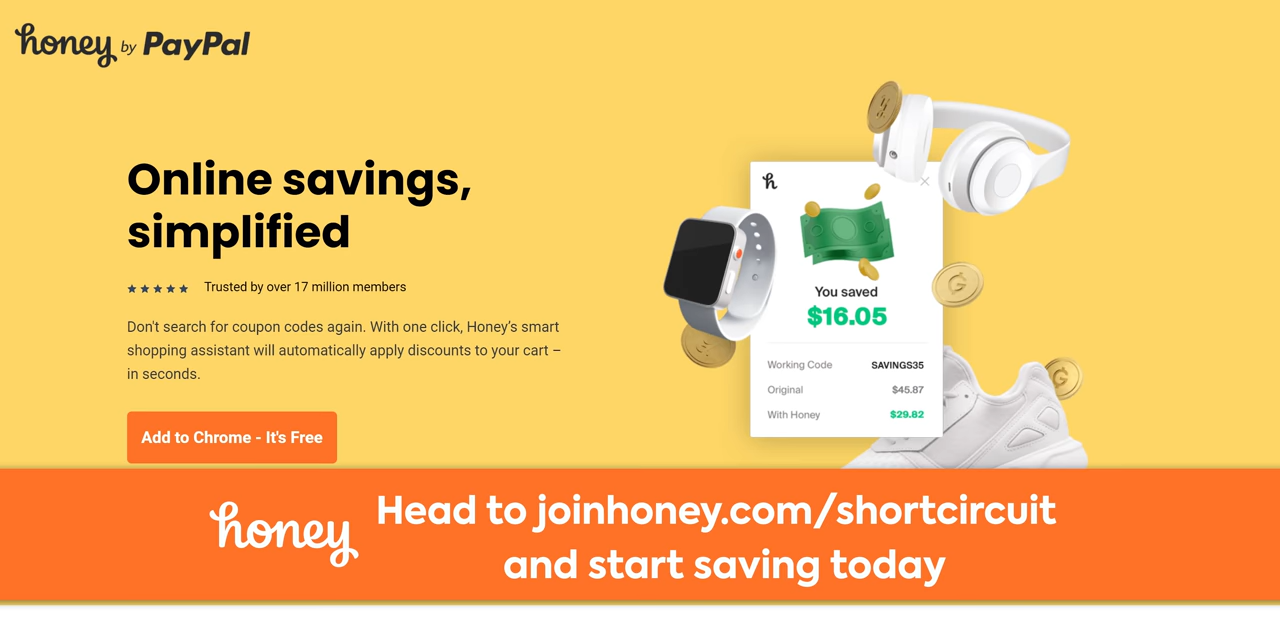 honey by PayPal
Online savings,
simplified
Trusted by over 17 million members
Don't search for coupon codes again. With one click, Honey’s smart
shopping assistant will automatically apply discounts to your cart –
in seconds.
Add to Chrome - It's Free
h
You saved
$16.05
Working Code SAVINGS35
Original $45.87
With Honey $29.82
G
G
honey
Head to joinhoney.com/shortcircuit
and start saving today